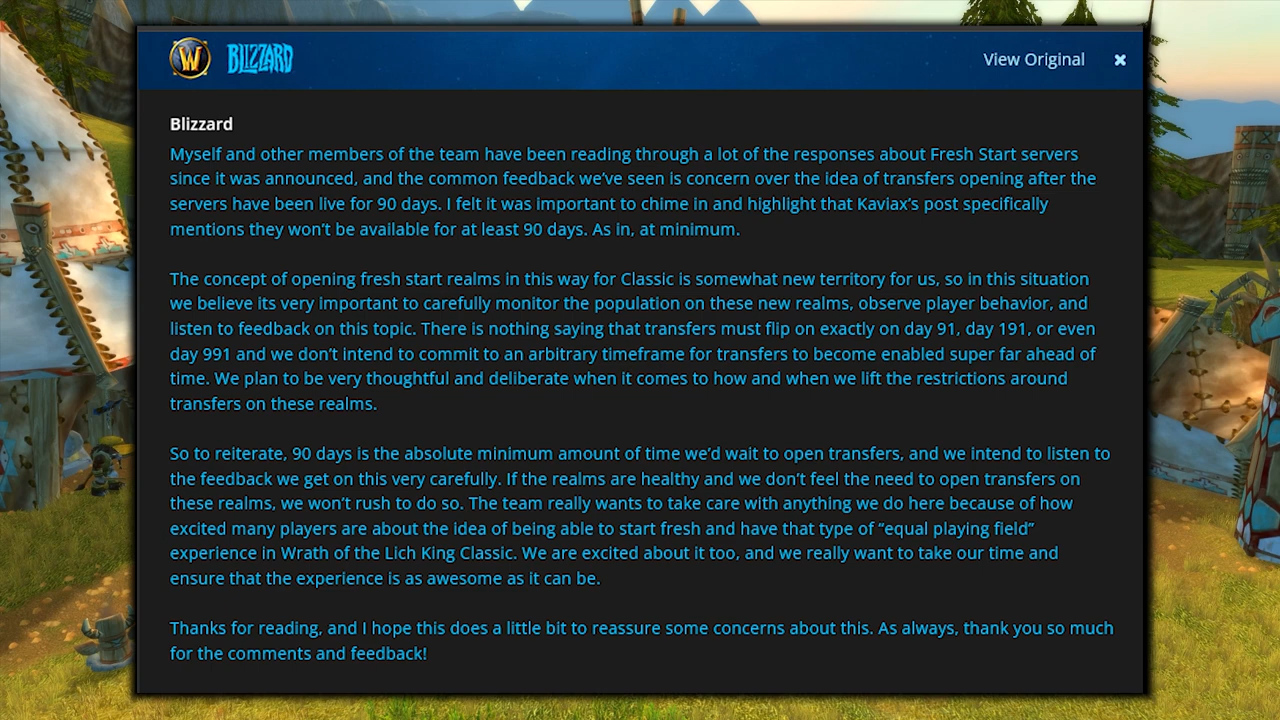 W BLIZZARD View Original ×
Blizzard
Myself and other members of the team have been reading through a lot of the responses about Fresh Start servers
since it was announced, and the common feedback we've seen is concern over the idea of transfers opening after the
servers have been live for 90 days. I felt it was important to chime in and highlight that Kaviax's post specifically
mentions they won't be available for at least 90 days. As in, at minimum.
The concept of opening fresh start realms in this way for Classic is somewhat new territory for us, so in this situation
we believe its very important to carefully monitor the population on these new realms, observe player behavior, and
listen to feedback on this topic. There is nothing saying that transfers must flip on exactly on day 91, day 191, or even
day 991 and we don't intend to commit to an arbitrary timeframe for transfers to become enabled super far ahead of
time. We plan to be very thoughtful and deliberate when it comes to how and when we lift the restrictions around
transfers on these realms.
So to reiterate, 90 days is the absolute minimum amount of time we'd wait to open transfers, and we intend to listen to
the feedback we get on this very carefully. If the realms are healthy and we don't feel the need to open transfers on
these realms, we won't rush to do so. The team really wants to take care with anything we do here because of how
excited many players are about the idea of being able to start fresh and have that type of “equal playing field”
experience in Wrath of the Lich King Classic. We are excited about it too, and we really want to take our time and
ensure that the experience is as awesome as it can be.
Thanks for reading, and I hope this does a little bit to reassure some concerns about this. As always, thank you so much
for the comments and feedback!